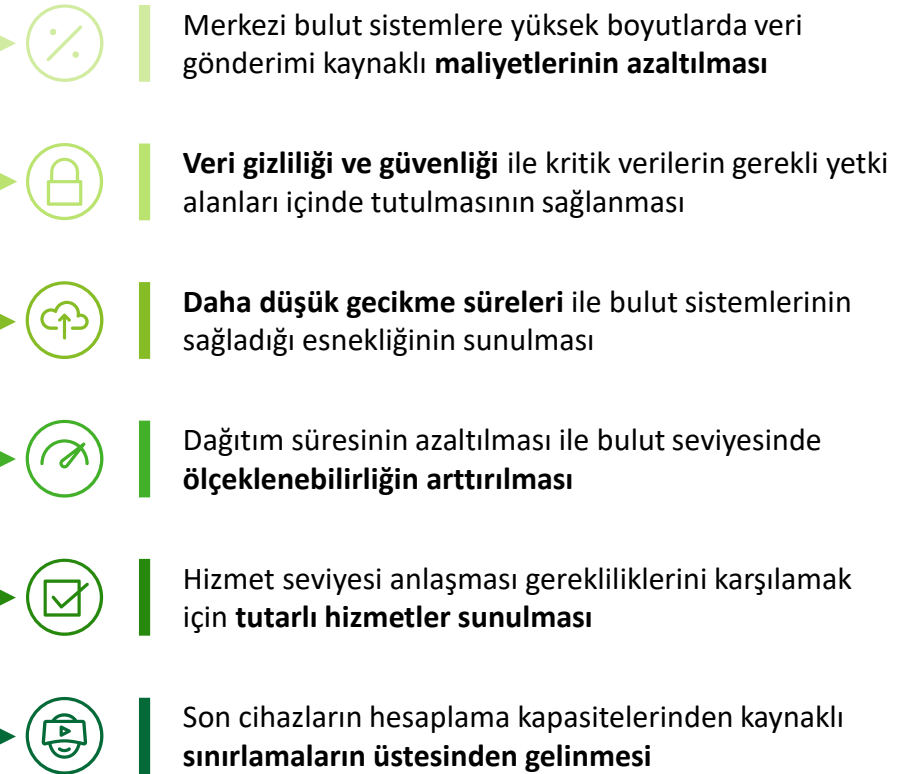 Merkezi bulut sistemlere yüksek boyutlarda veri
gönderimi kaynaklı maliyetlerinin azaltılması
Veri gizliliği ve güvenliği ile kritik verilerin gerekli yetki
alanları içinde tutulmasının sağlanması
Daha düşük gecikme süreleri ile bulut sistemlerinin
sağladığı esnekliğinin sunulması
Dağıtım süresinin azaltılması ile bulut seviyesinde
ölçeklenebilirliğin arttırılması
Hizmet seviyesi anlaşması gerekliliklerini karşılamak
için tutarlı hizmetler sunulması
Son cihazların hesaplama kapasitelerinden kaynaklı
sınırlamaların üstesinden gelinmesi